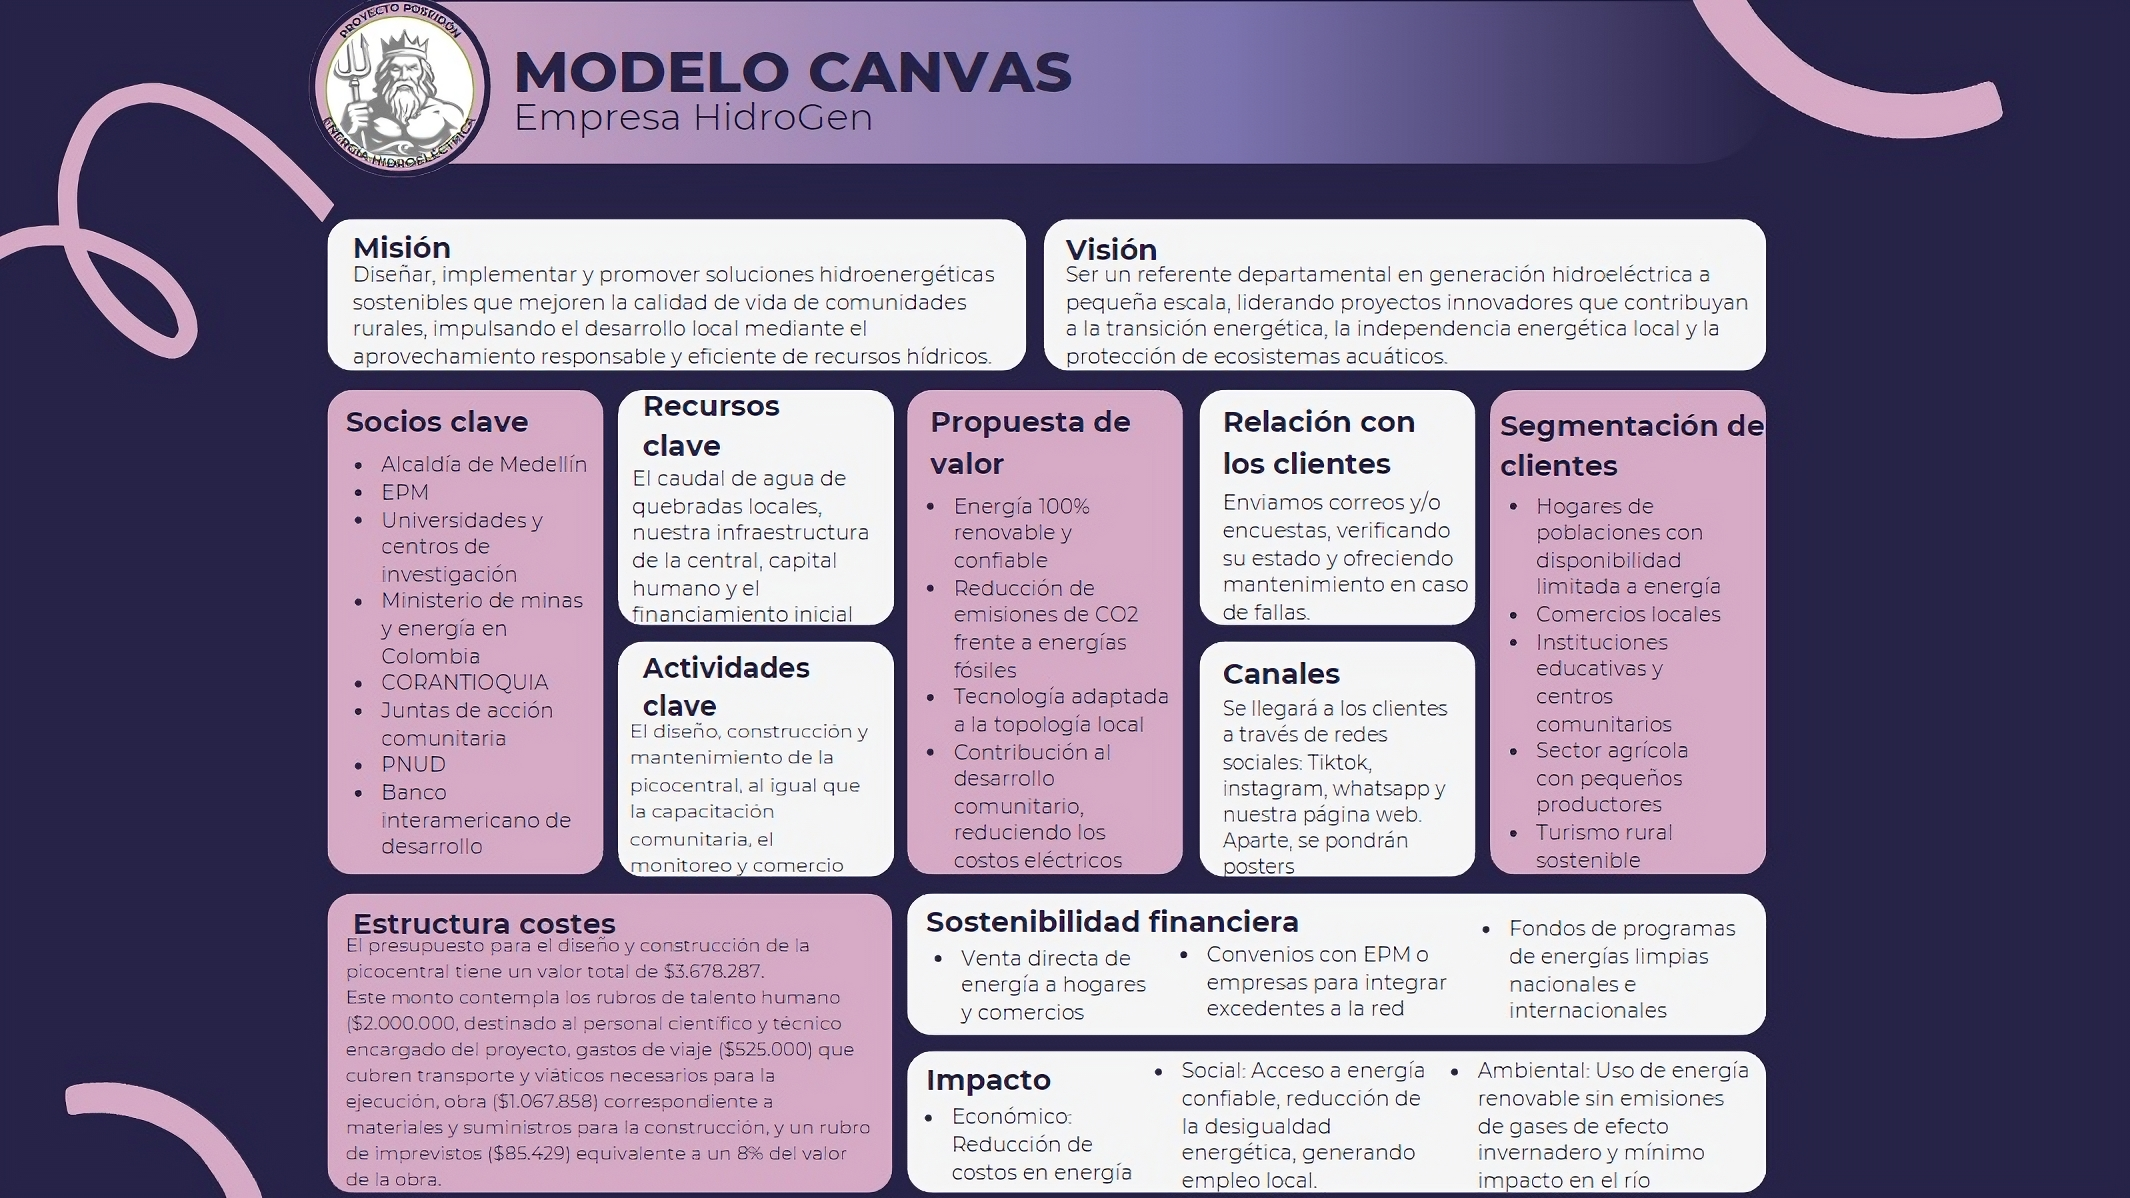 PROYECTO POSEIDÓN
ENERGÍA HIDROELÉCTRICA
MODELO CANVAS
Empresa HidroGen
Misión
Diseñar, implementar y promover soluciones hidroenergéticas
sostenibles que mejoren la calidad de vida de comunidades
rurales, impulsando el desarrollo local mediante el
aprovechamiento responsable y eficiente de recursos hídricos.
Visión
Ser un referente departamental en generación hidroeléctrica a
pequeña escala, liderando proyectos innovadores que contribuyan
a la transición energética, la independencia energética local y la
protección de ecosistemas acuáticos.
Socios clave
• Alcaldía de Medellín
• EPM
• Universidades y
centros de
investigación
• Ministerio de minas
y energía en
Colombia
• CORANTIOQUIA
• Juntas de acción
comunitaria
• PNUD
• Banco
interamericano de
desarrollo
Recursos
clave
El caudal de agua de
quebradas locales,
nuestra infraestructura
de la central, capital
humano y el
financiamiento inicial
Actividades
clave
El diseño, construcción y
mantenimiento de la
picocentral, al igual que
la capacitación
comunitaria, el
monitoreo y comercio
Propuesta de
valor
• Energía 100%
renovable y
confiable
• Reducción de
emisiones de CO2
frente a energías
fósiles
• Tecnología adaptada
a la topología local
• Contribución al
desarrollo
comunitario,
reduciendo los
costos eléctricos
Relación con
los clientes
Enviamos correos y/o
encuestas, verificando
su estado y ofreciendo
mantenimiento en caso
de fallas.
Canales
Se llegará a los clientes
a través de redes
sociales: Tiktok,
instagram, whatsapp y
nuestra página web.
Aparte, se pondrán
posters
Segmentación de
clientes
• Hogares de
poblaciones con
disponibilidad
limitada a energía
• Comercios locales
• Instituciones
educativas y
centros
comunitarios
• Sector agrícola
con pequeños
productores
• Turismo rural
sostenible
Estructura costes
El presupuesto para el diseño y construcción de la
picocentral tiene un valor total de $3.678.287.
Este monto contempla los rubros de talento humano
($2.000.000, destinado al personal científico y técnico
encargado del proyecto, gastos de viaje ($525.000) que
cubren transporte y viáticos necesarios para la
ejecución, obra ($1.067.858) correspondiente a
materiales y suministros para la construcción, y un rubro
de imprevistos ($85.429) equivalente a un 8% del valor
de la obra.
Sostenibilidad financiera
• Venta directa de
energía a hogares
y comercios
• Convenios con EPM o
empresas para integrar
excedentes a la red
• Fondos de programas
de energías limpias
nacionales e
internacionales
Impacto
• Económico:
Reducción de
costos en energía
• Social: Acceso a energía
confiable, reducción de
la desigualdad
energética, generando
empleo local.
• Ambiental: Uso de energía
renovable sin emisiones
de gases de efecto
invernadero y mínimo
impacto en el río